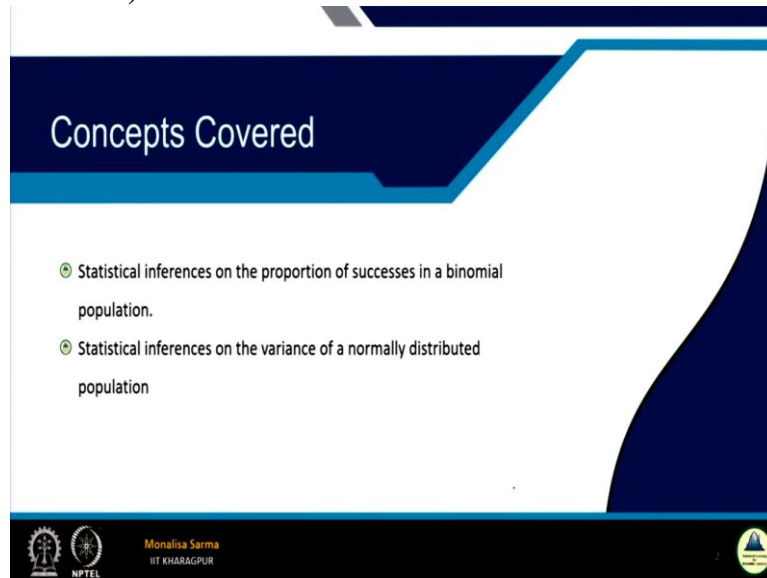 Concepts Covered
Statistical inferences on the proportion of successes in a binomial
population.
Statistical inferences on the variance of a normally distributed
population
Monalisa Sarma
IIT KHARAGPUR
NPTEL
2